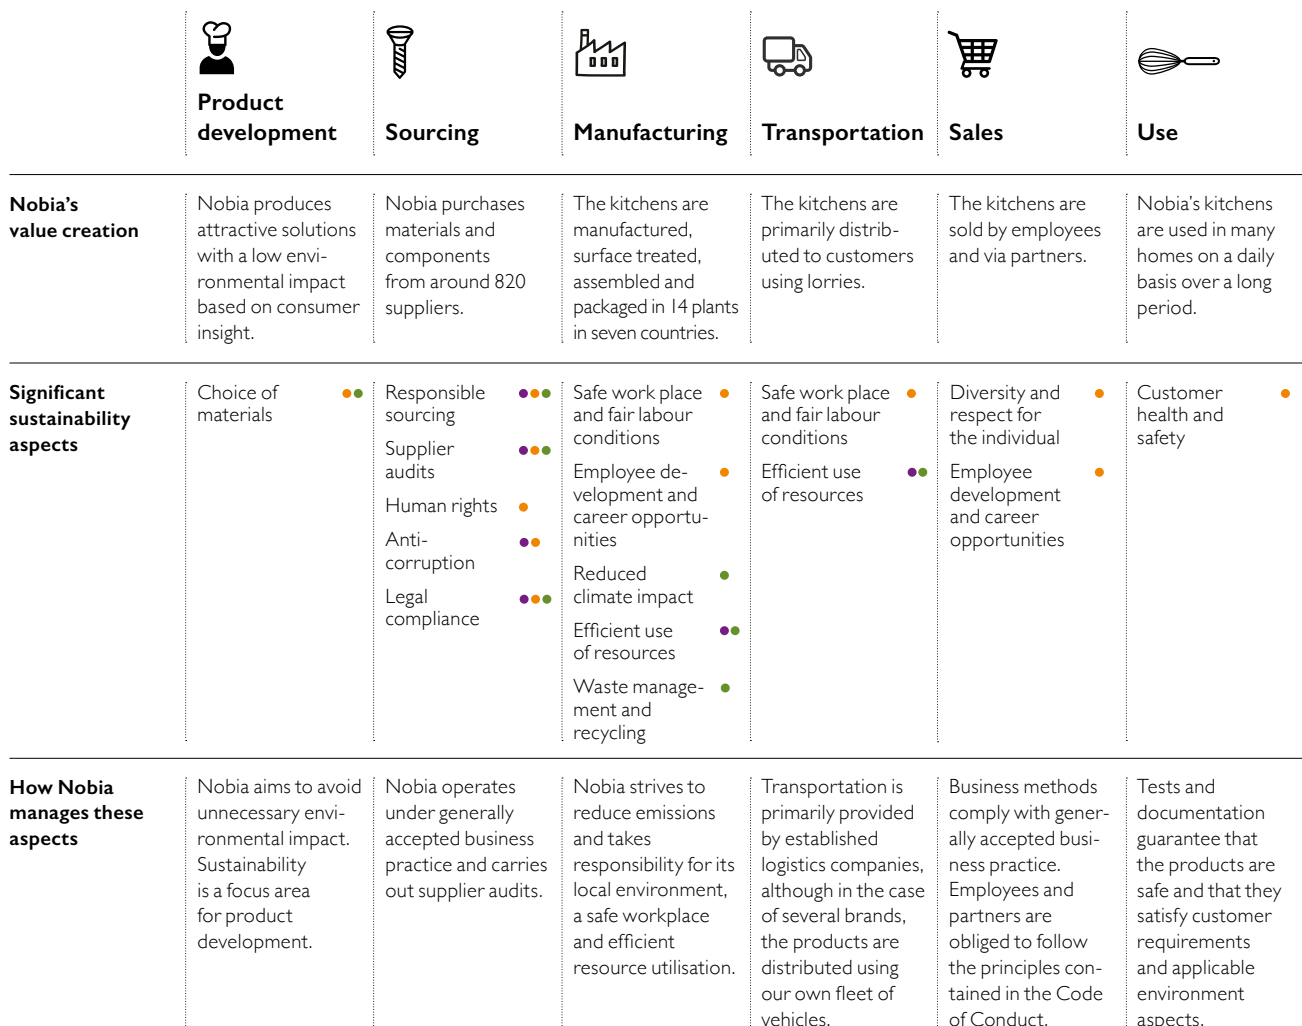 Product
development
Sourcing
Manufacturing
Transportation
Sales
Use
Nobia’s
value creation
Nobia produces
attractive solutions
with a low envi-
ronmental impact
based on consumer
insight.
Nobia purchases
materials and
components
from around 820
suppliers.
The kitchens are
manufactured,
surface treated,
assembled and
packaged in 14 plants
in seven countries.
The kitchens are
primarily distrib-
uted to customers
using lorries.
The kitchens are
sold by employees
and via partners.
Nobia’s kitchens
are used in many
homes on a daily
basis over a long
period.
Significant
sustainability
aspects
Choice of
materials
Responsible
sourcing
Supplier
audits
Human rights
Anti-
corruption
Legal
compliance
Safe work place
and fair labour
conditions
Employee de-
velopment and
career opportu-
nities
Reduced
climate impact
Efficient use
of resources
Waste manage-
ment and
recycling
Safe work place
and fair labour
conditions
Efficient use
of resources
Diversity and
respect for
the individual
Employee
development
and career
opportunities
Customer
health and
safety
How Nobia
manages these
aspects
Nobia aims to avoid
unnecessary envi-
ronmental impact.
Sustainability
is a focus area
for product
development.
Nobia operates
under generally
accepted business
practice and carries
out supplier audits.
Nobia strives to
reduce emissions
and takes
responsibility for its
local environment,
a safe workplace
and efficient
resource utilisation.
Transportation is
primarily provided
by established
logistics companies,
although in the case
of several brands,
the products are
distributed using
our own fleet of
vehicles.
Business methods
comply with gener-
ally accepted busi-
ness practice.
Employees and
partners are
obliged to follow
the principles con-
tained in the Code
of Conduct.
Tests and
documentation
guarantee that
the products are
safe and that they
satisfy customer
requirements
and applicable
environment
aspects.